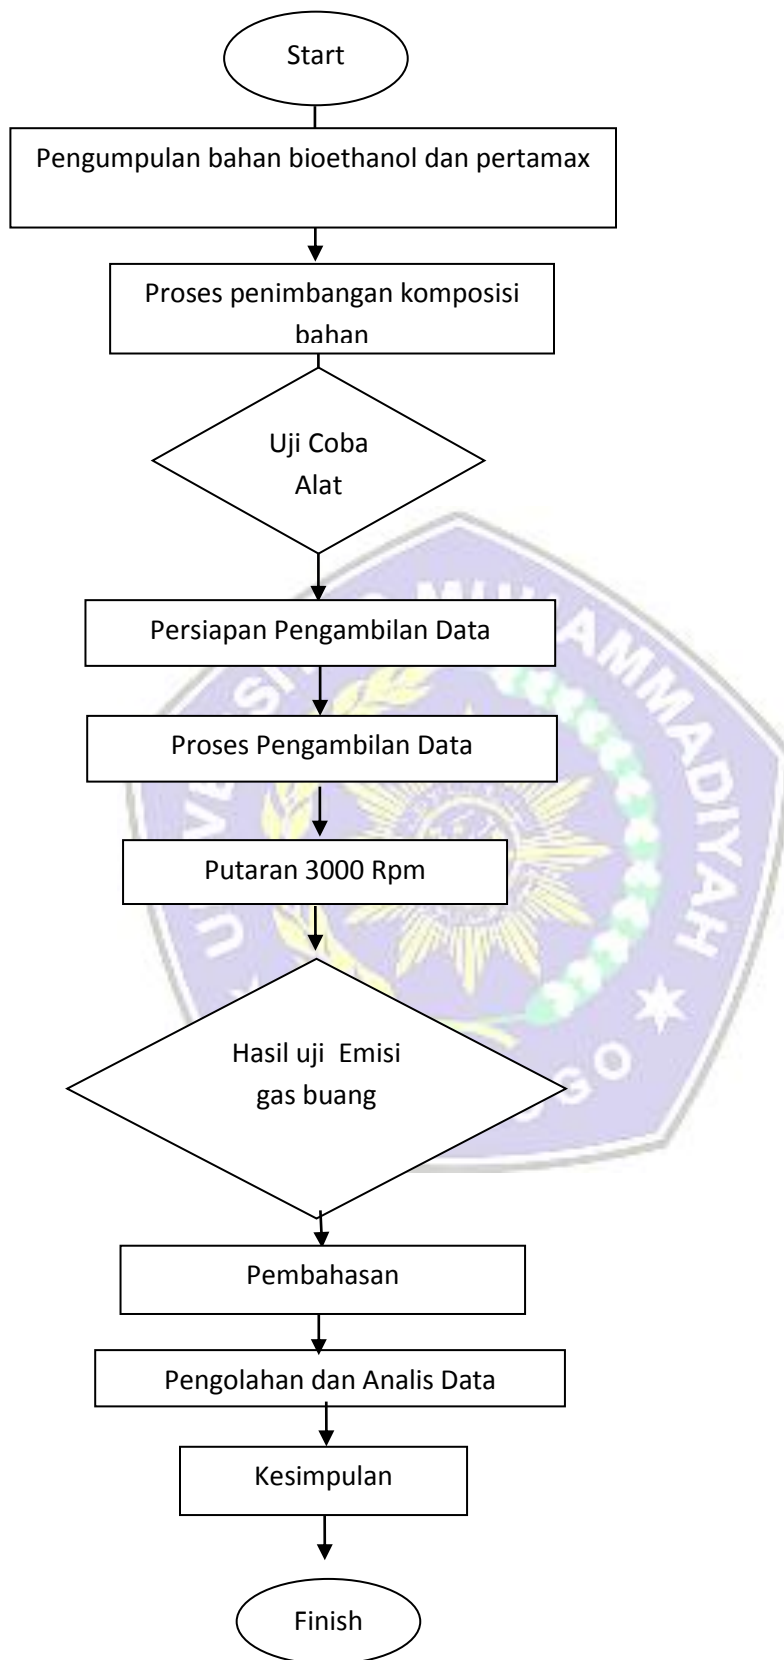 Start
Pengumpulan bahan bioethanol dan pertamax
Proses penimbangan komposisi
bahan
Uji Coba
Alat
Persiapan Pengambilan Data
Proses Pengambilan Data
Putaran 3000 Rpm
Hasil uji Emisi
gas buang
Pembahasan
Pengolahan dan Analis Data
Kesimpulan
Finish
MUHAMMADIYAH